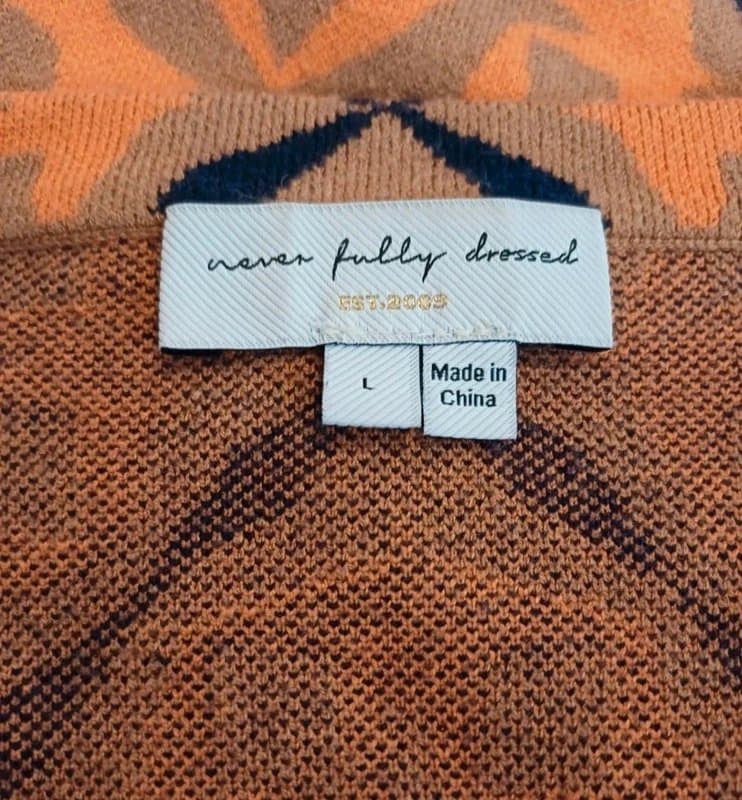 never fully dressed
EST.2009
L
Made in
China